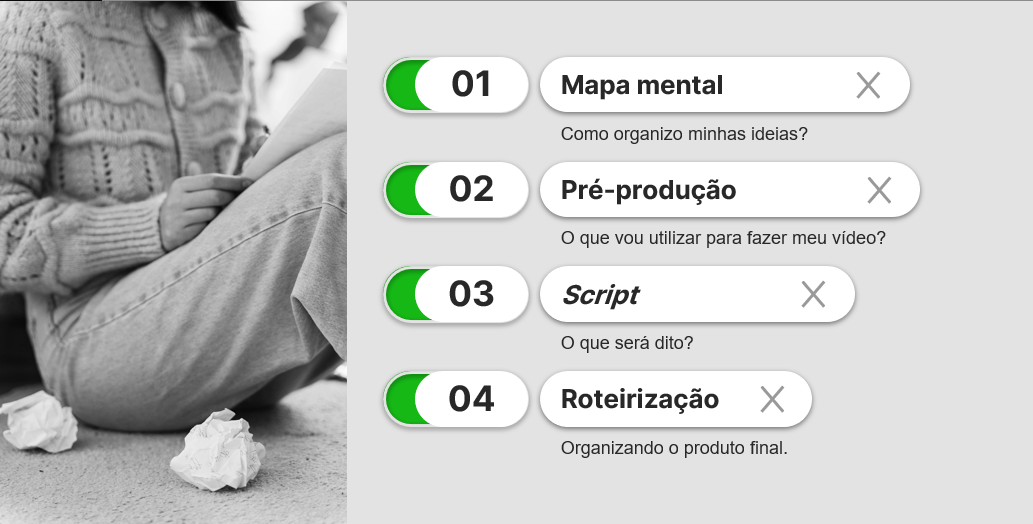 01 Mapa mental
Como organizo minhas ideias?
02 Pré-produção
O que vou utilizar para fazer meu vídeo?
03 Script
O que será dito?
04 Roteirização
Organizando o produto final.